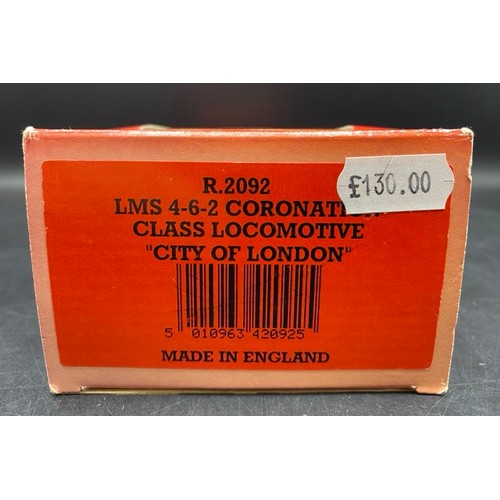 R.2092
£130.00
LMS 4-6-2 CORONATI
CLASS LOCOMOTIVE
"CITY OF LONDON"
5 010963 420925
MADE IN ENGLAND